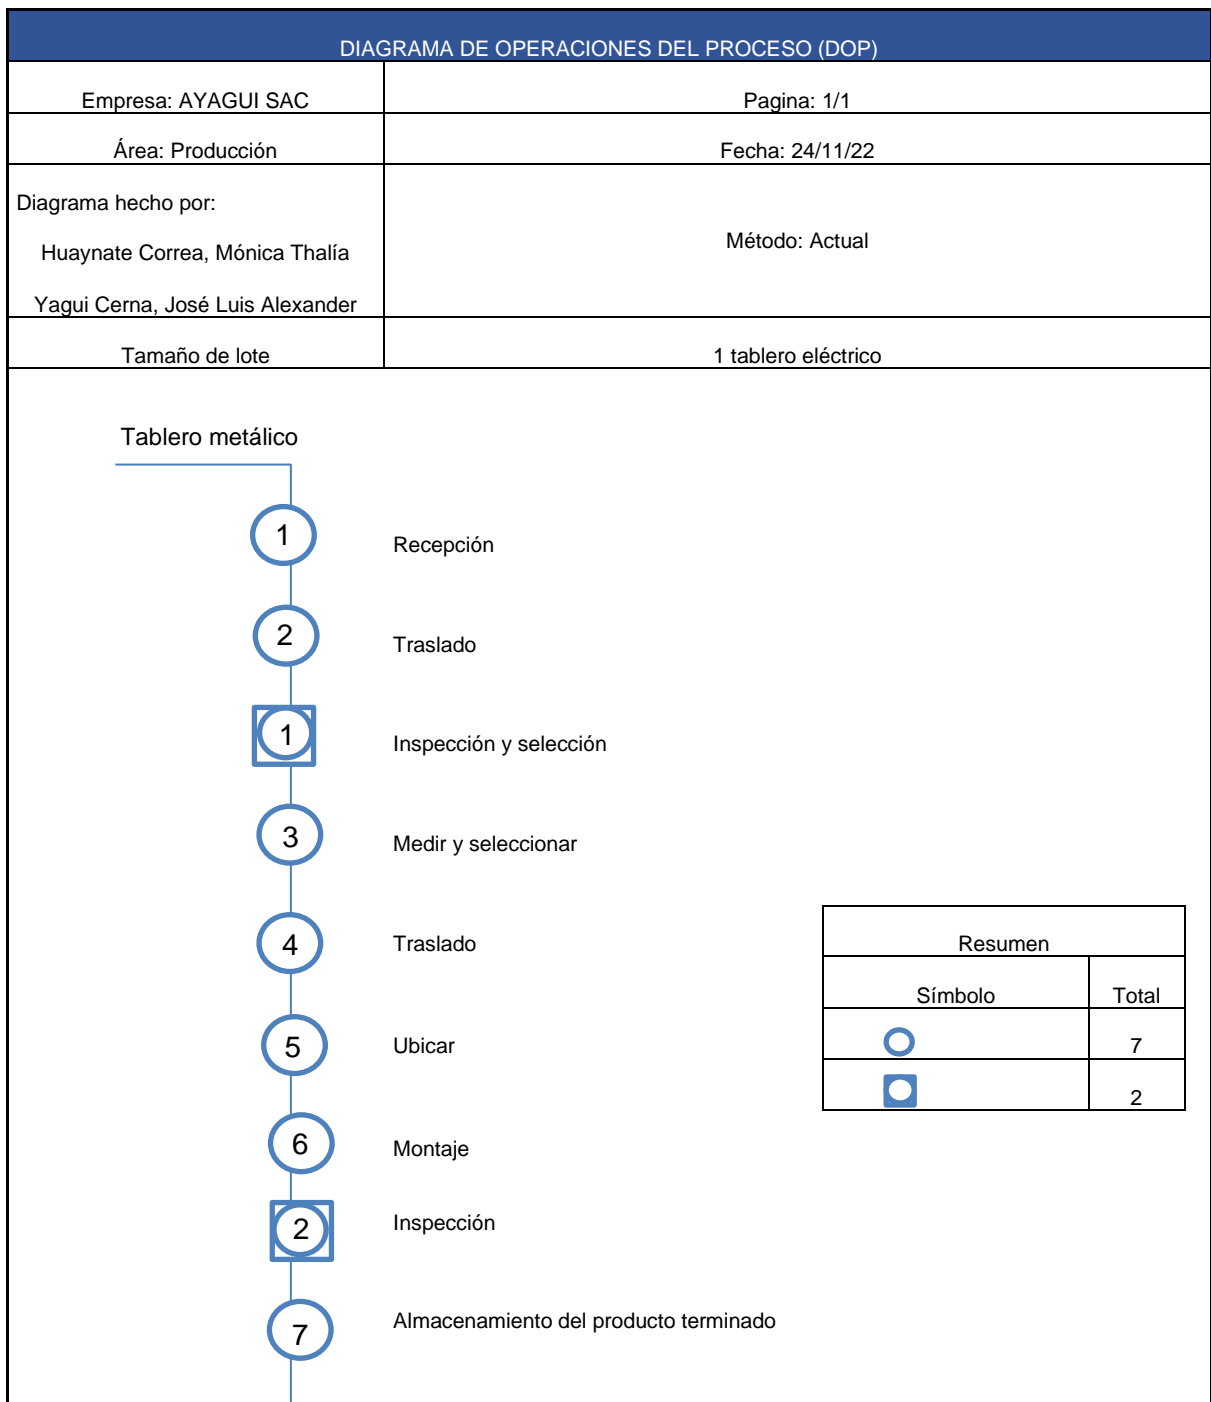 DIAGRAMA DE OPERACIONES DEL PROCESO (DOP)
Empresa: AYAGUI SAC
Pagina: 1/1
Área: Producción
Fecha: 24/11/22
Diagrama hecho por:
Huaynate Correa, Mónica Thalía
Yagui Cerna, José Luis Alexander
Método: Actual
Tamaño de lote
1 tablero eléctrico
Tablero metálico
1
Recepción
2
Traslado
1
Inspección y selección
3
Medir y seleccionar
4
Traslado
5
Ubicar
6
Montaje
2
Inspección
7
Almacenamiento del producto terminado
Resumen
Símbolo
Total
7
2